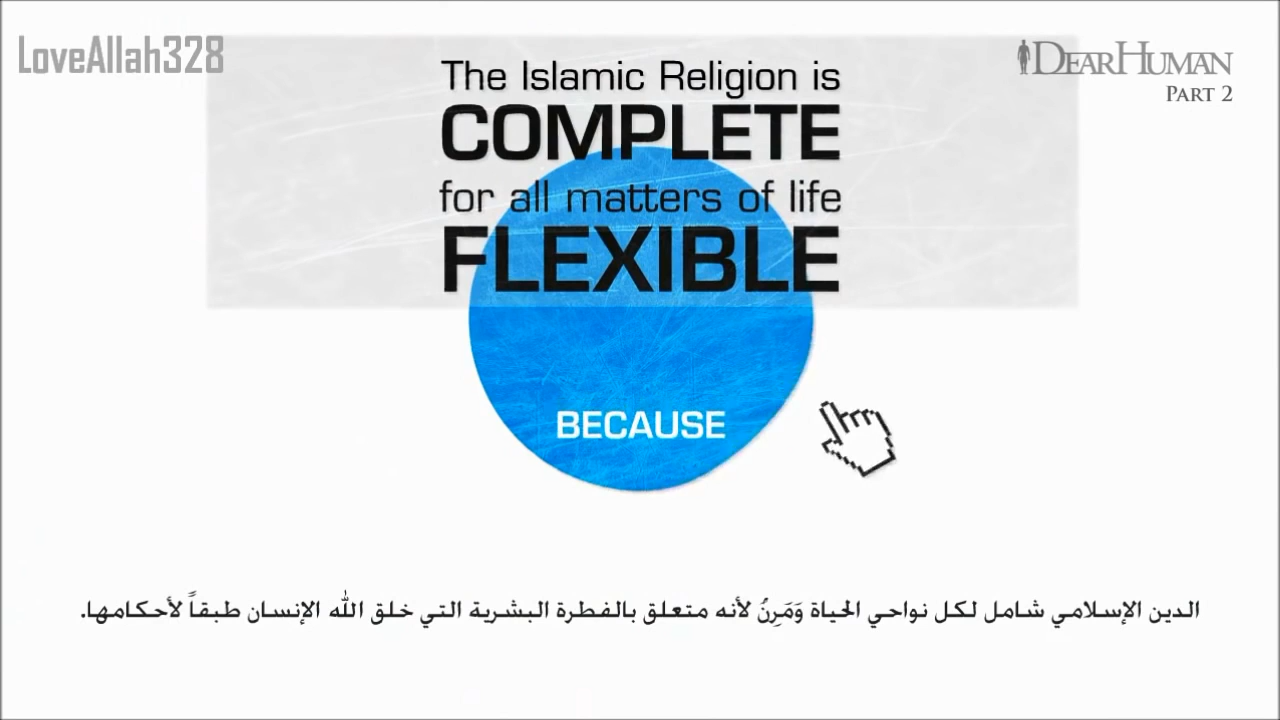 LoveAllah328
DEARHUMAN
PART 2
The Islamic Religion is
COMPLETE
for all matters of life
FLEXIBLE
BECAUSE
الدين الإسلامي شامل لكل نواحي الحياة وَمَرِنُ لأنه متعلق بالفطرة البشرية التي خلق الله الإنسان طبقاً لأحكامها.